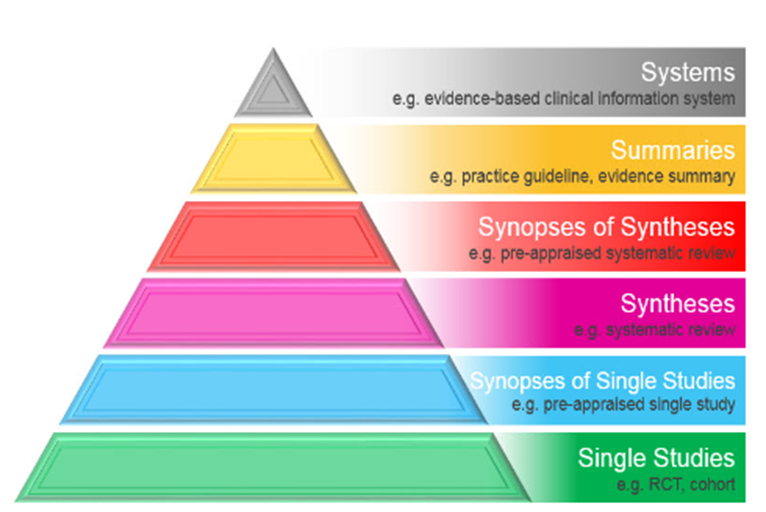 Systems
e.g. evidence-based clinical information system
Summaries
e.g. practice guideline, evidence summary
Synopses of Syntheses
e.g. pre-appraised systematic review
Syntheses
e.g. systematic review
Synopses of Single Studies
e.g. pre-appraised single study
Single Studies
e.g. RCT, cohort